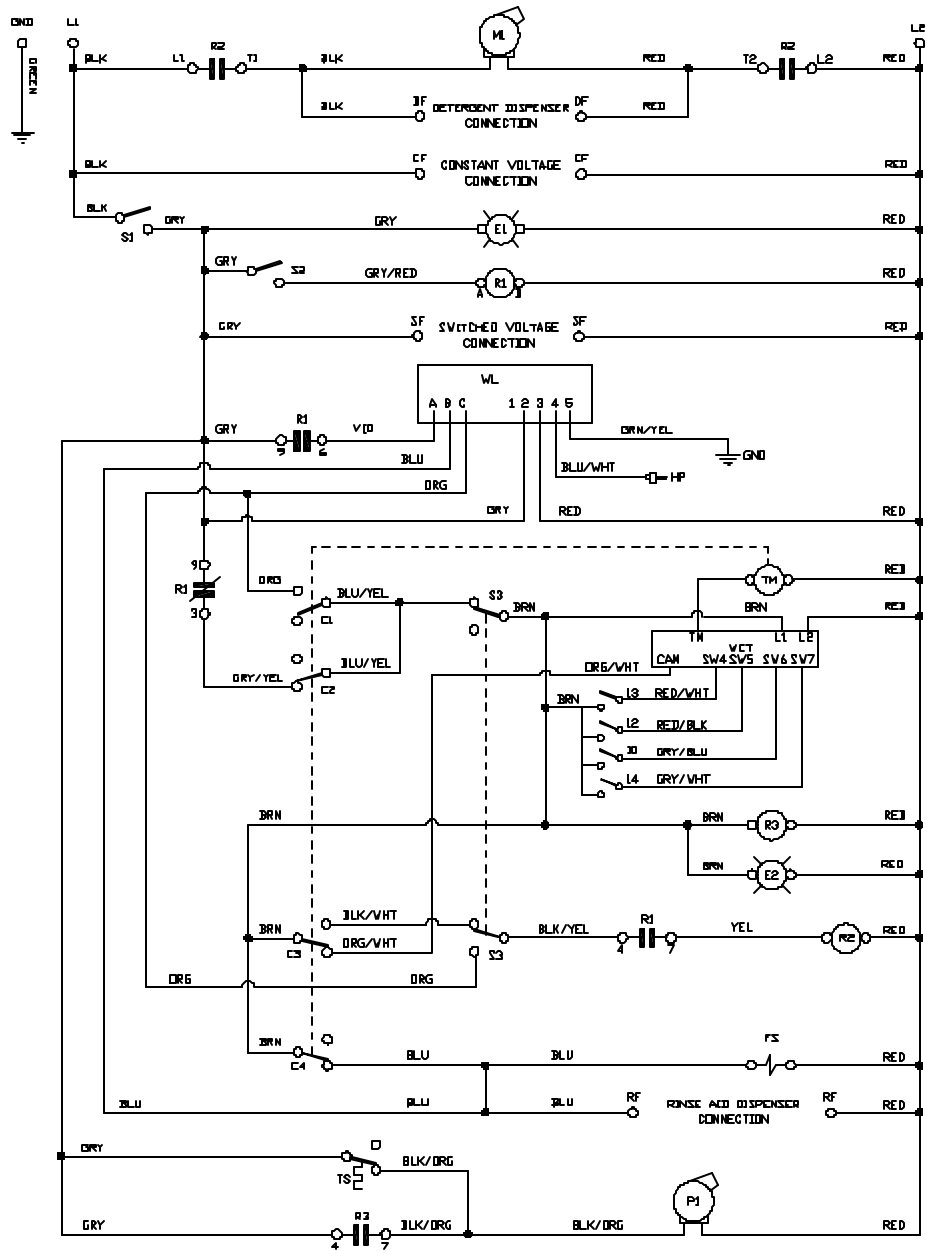 GND L1 L2
GREEN
BLK L1 R2 T1 BLK M1 RED T2 R2 L2 RED
BLK DF DETERGENT DISPENSER DF RED
CONNECTION
BLK CF CONSTANT VOLTAGE CF RED
CONNECTION
BLK S1 GRY GRY E1 RED
GRY S2 GRY/RED A R1 B RED
GRY SF SWITCHED VOLTAGE SF RED
CONNECTION
WL
A B C 1 2 3 4 5
GRY R1 VIO GRN/YEL
GND
BLU BLU/WHT HP
ORG
GRY RED RED
9 TM RED
R1 ORG BLU/YEL S3 BRN BRN RED
3 C1
TM L1 L2
WCT
CAM SW4 SW5 SW6 SW7
GRY/YEL BLU/YEL ORG/WHT
C2
BRN L3 RED/WHT
L2 RED/BLK
ID GRY/BLU
L4 GRY/WHT
BRN BRN R3 RED
BRN E2 RED
BLK/WHT R1
BRN ORG/WHT BLK/YEL 4 7 YEL R2 RED
C3 S3
ORG ORG
BRN BLU BLU FS RED
C4
BLU BLU BLU RF RINSE AID DISPENSER RF RED
CONNECTION
GRY TS BLK/ORG
GRY 4 R3 7 BLK/ORG BLK/ORG P1 RED